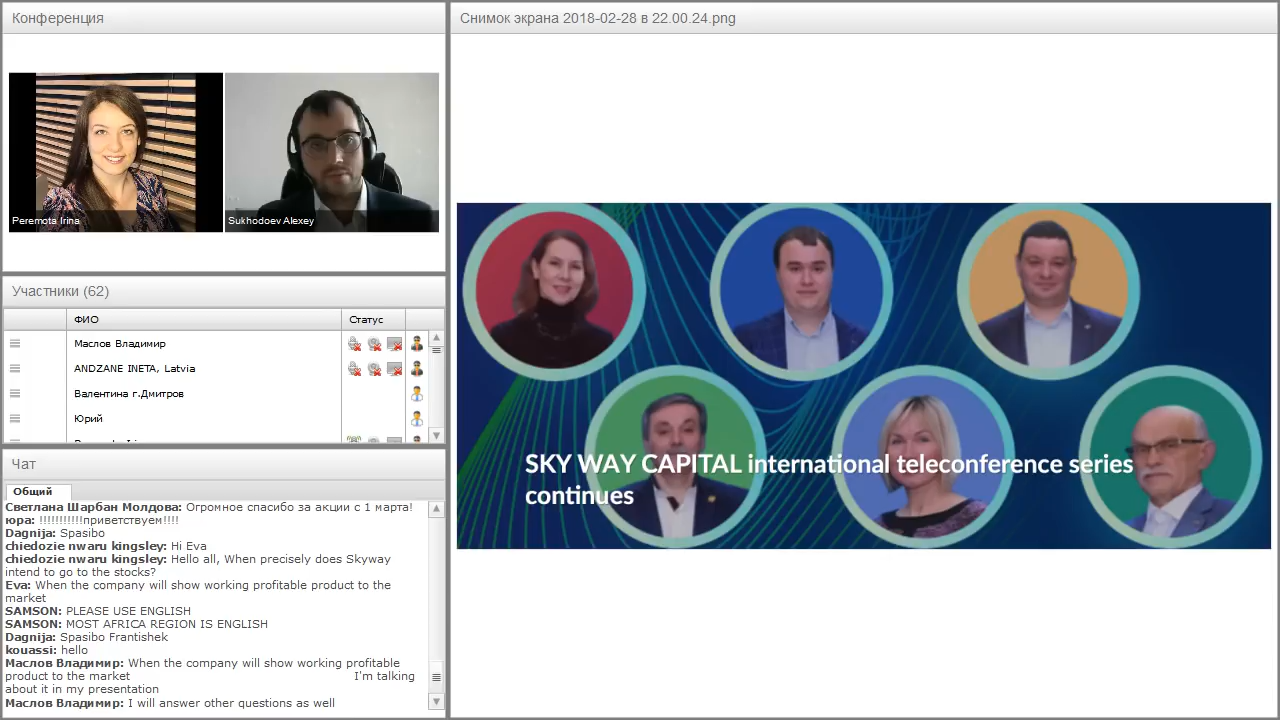 Конференция
Peremota Irina
Sukhodoev Alexey
Участники (62)
ФИО
Статус
Маслов Владимир
ANDZANE INETA, Latvia
Валентина г.Дмитров
Юрий
Чат
Общий
Светлана Шарбан Молдова: Огромное спасибо за акции с 1 марта!
юра: !!!!!!!!!!!приветствуем!!!!
Dagnija: Spasibo
chiedozie nwaru kingsley: Hi Eva
chiedozie nwaru kingsley: Hello all, When precisely does Skyway
intend to go to the stocks?
Eva: When the company will show working profitable product to the
market
SAMSON: PLEASE USE ENGLISH
SAMSON: MOST AFRICA REGION IS ENGLISH
Dagnija: Spasibo Frantishek
kouassi: hello
Маслов Владимир: When the company will show working profitable
product to the market I'm talking
about it in my presentation
Маслов Владимир: I will answer other questions as well
Снимок экрана 2018-02-28 в 22.00.24.png
SKY WAY CAPITAL international teleconference series
continues